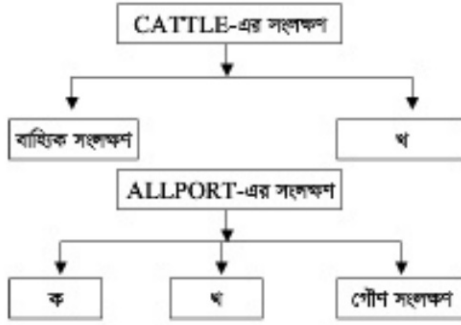 CATTLE-এর সংলক্ষণ
বাহ্যিক সংলক্ষণ
খ
ALLPORT-এর সংলক্ষণ
ক
খ
গৌণ সংলক্ষণ